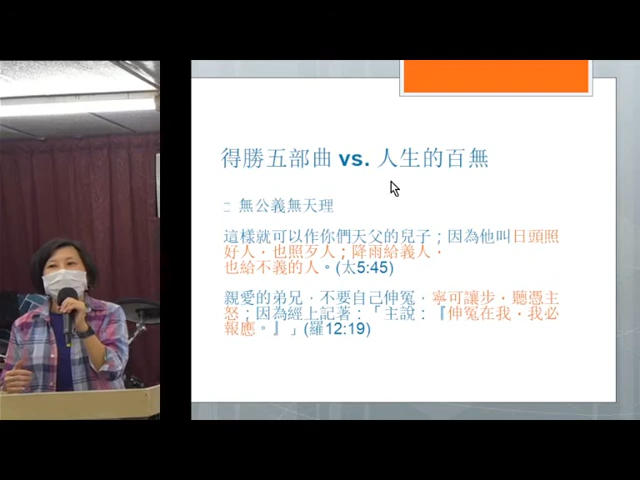 得勝五部曲 vs. 人生的百無
無公義無天理
這樣就可以作你們天父的兒子；因為他叫日頭照
好人，也照歹人；降雨給義人，
也給不義的人。(太5:45)
親愛的弟兄，不要自己伸冤，寧可讓步，聽憑主
怒；因為經上記著：「主說：『伸冤在我，我必
報應。』」(羅12:19)